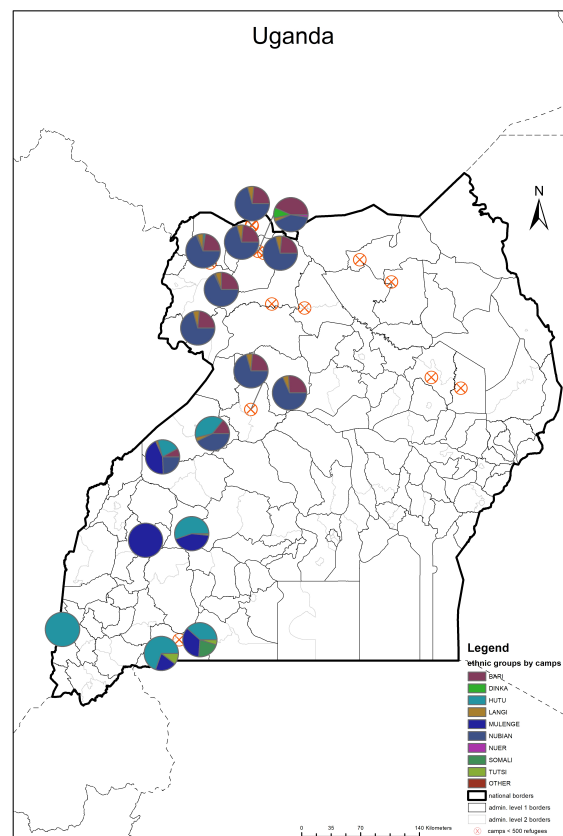 Uganda
N
Legend
ethnic groups by camps
BARI
DINKA
HUTU
LANGI
MULENGE
NUBIAN
NUER
SOMALI
TUTSI
OTHER
national borders
admin. level 1 borders
admin. level 2 borders
camps < 500 refugees
0 35 70 140 Kilometers